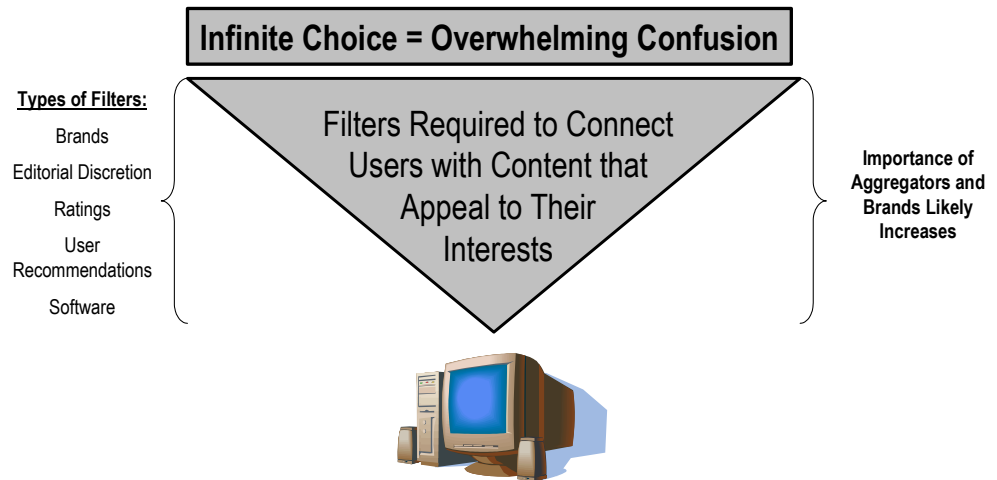 Infinite Choice = Overwhelming Confusion
Types of Filters:
Brands
Editorial Discretion
Ratings
User
Recommendations
Software
Filters Required to Connect
Users with Content that
Appeal to Their
Interests
Importance of
Aggregators and
Brands Likely
Increases